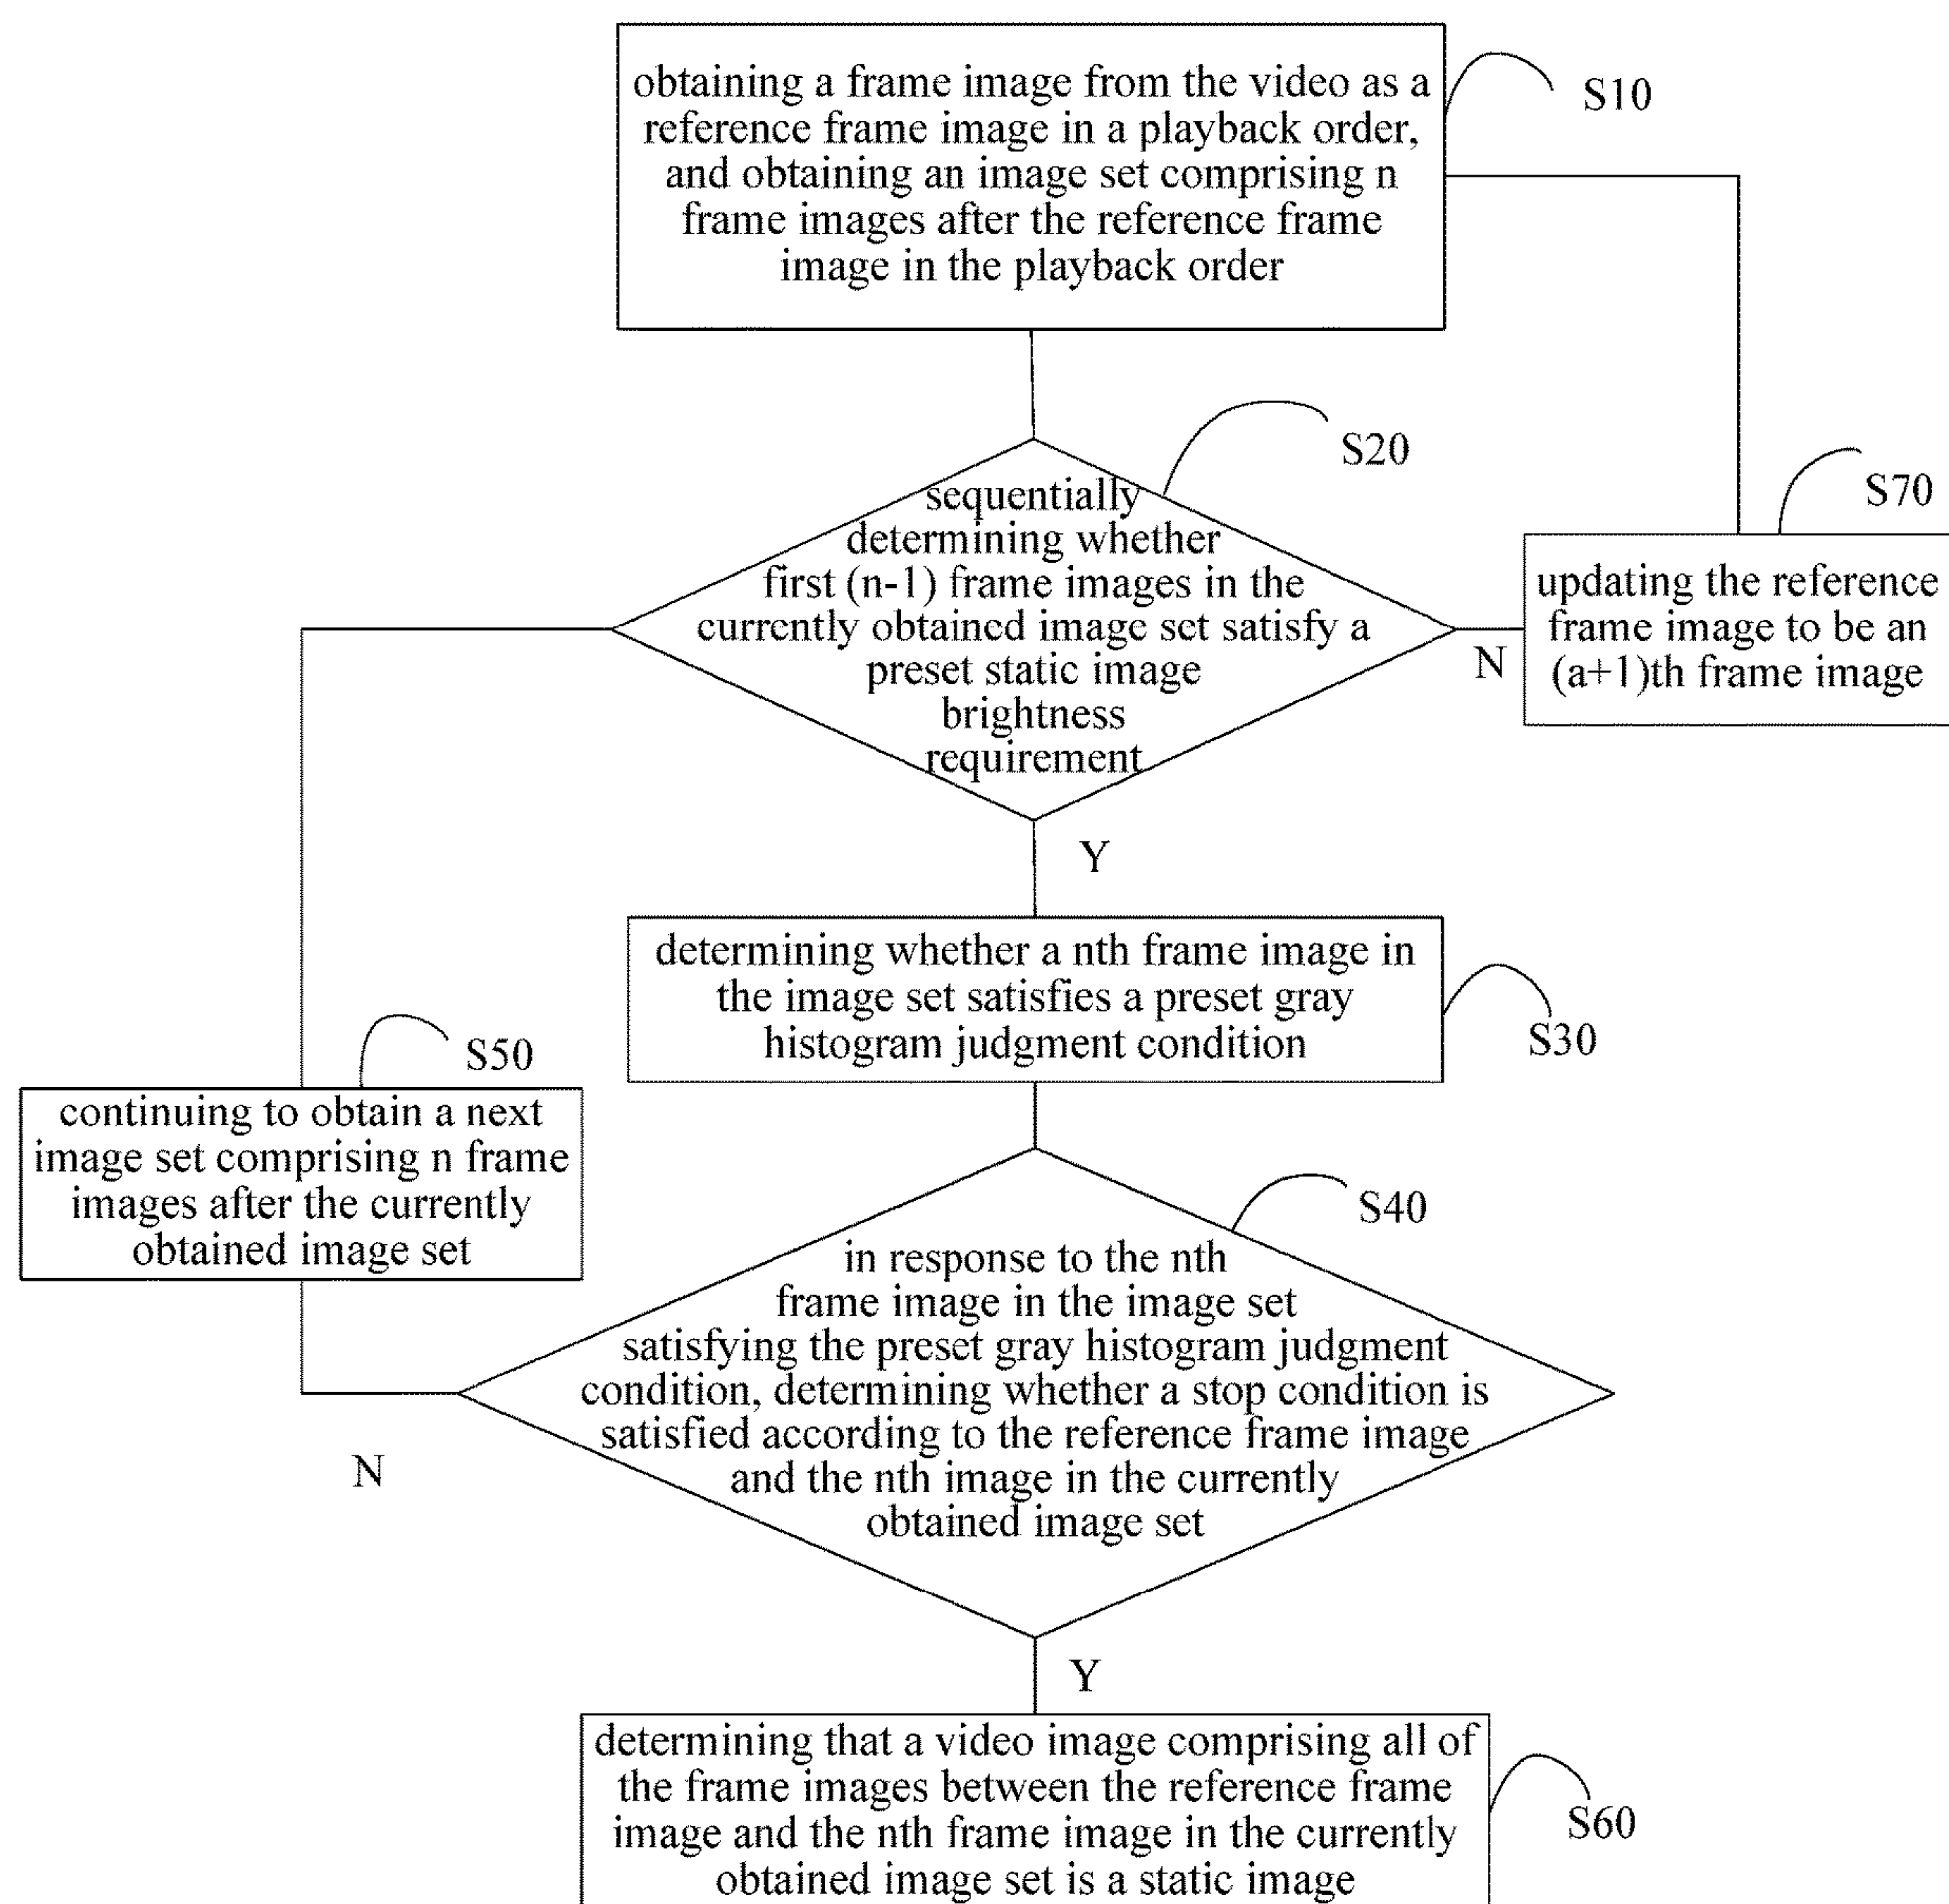 obtaining a frame image from the video as a
reference frame image in a playback order,
and obtaining an image set comprising n
frame images after the reference frame
image in the playback order
S10
sequentially
determining whether
first (n-1) frame images in the
currently obtained image set satisfy a
preset static image
brightness
requirement
S20
N
updating the reference
frame image to be an
(a+1)th frame image
S70
Y
determining whether a nth frame image in
the image set satisfies a preset gray
histogram judgment condition
S30
continuing to obtain a next
image set comprising n frame
images after the currently
obtained image set
S50
in response to the nth
frame image in the image set
satisfying the preset gray histogram judgment
condition, determining whether a stop condition is
satisfied according to the reference frame image
and the nth image in the currently
obtained image set
S40
N
Y
determining that a video image comprising all of
the frame images between the reference frame
image and the nth frame image in the currently
obtained image set is a static image
S60